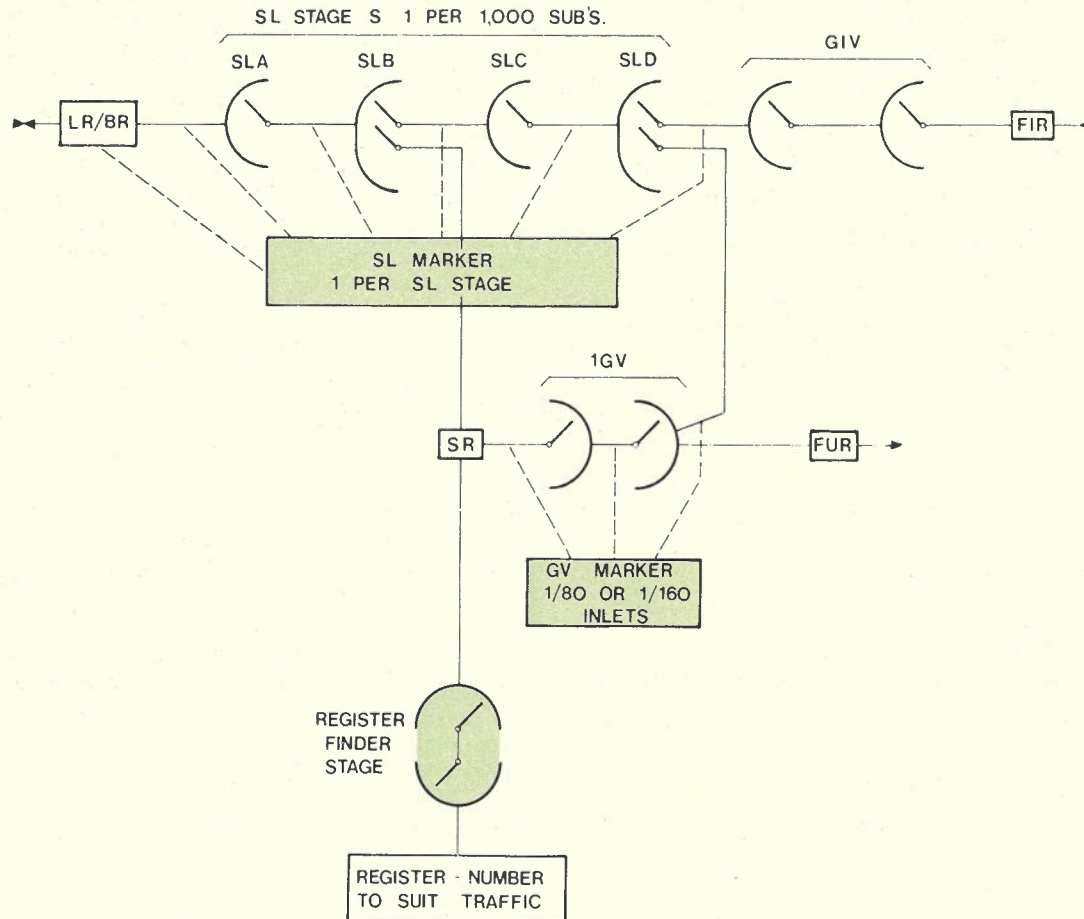 SL STAGE S 1 PER 1,000 SUB'S.
GIV
SLA SLB SLC SLD
LR/BR
FIR
SL MARKER
1 PER SL STAGE
1GV
SR
FUR
GV MARKER
1/80 OR 1/160
INLETS
REGISTER
FINDER
STAGE
REGISTER - NUMBER
TO SUIT TRAFFIC